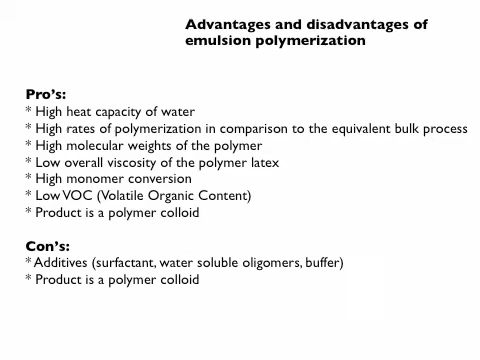 Advantages and disadvantages of
emulsion polymerization
Pro's:
* High heat capacity of water
* High rates of polymerization in comparison to the equivalent bulk process
* High molecular weights of the polymer
* Low overall viscosity of the polymer latex
* High monomer conversion
* Low VOC (Volatile Organic Content)
* Product is a polymer colloid
Con's:
* Additives (surfactant, water soluble oligomers, buffer)
* Product is a polymer colloid